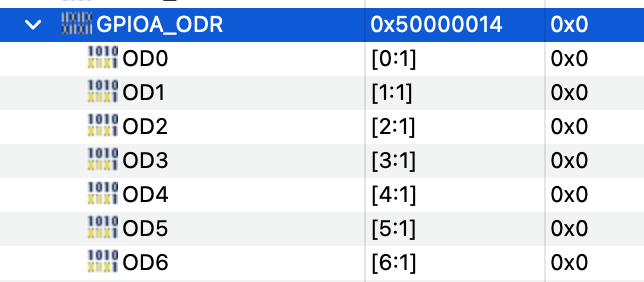 GPIOA_ODR 0x50000014 0x0
OD0 [0:1] 0x0
OD1 [1:1] 0x0
OD2 [2:1] 0x0
OD3 [3:1] 0x0
OD4 [4:1] 0x0
OD5 [5:1] 0x0
OD6 [6:1] 0x0